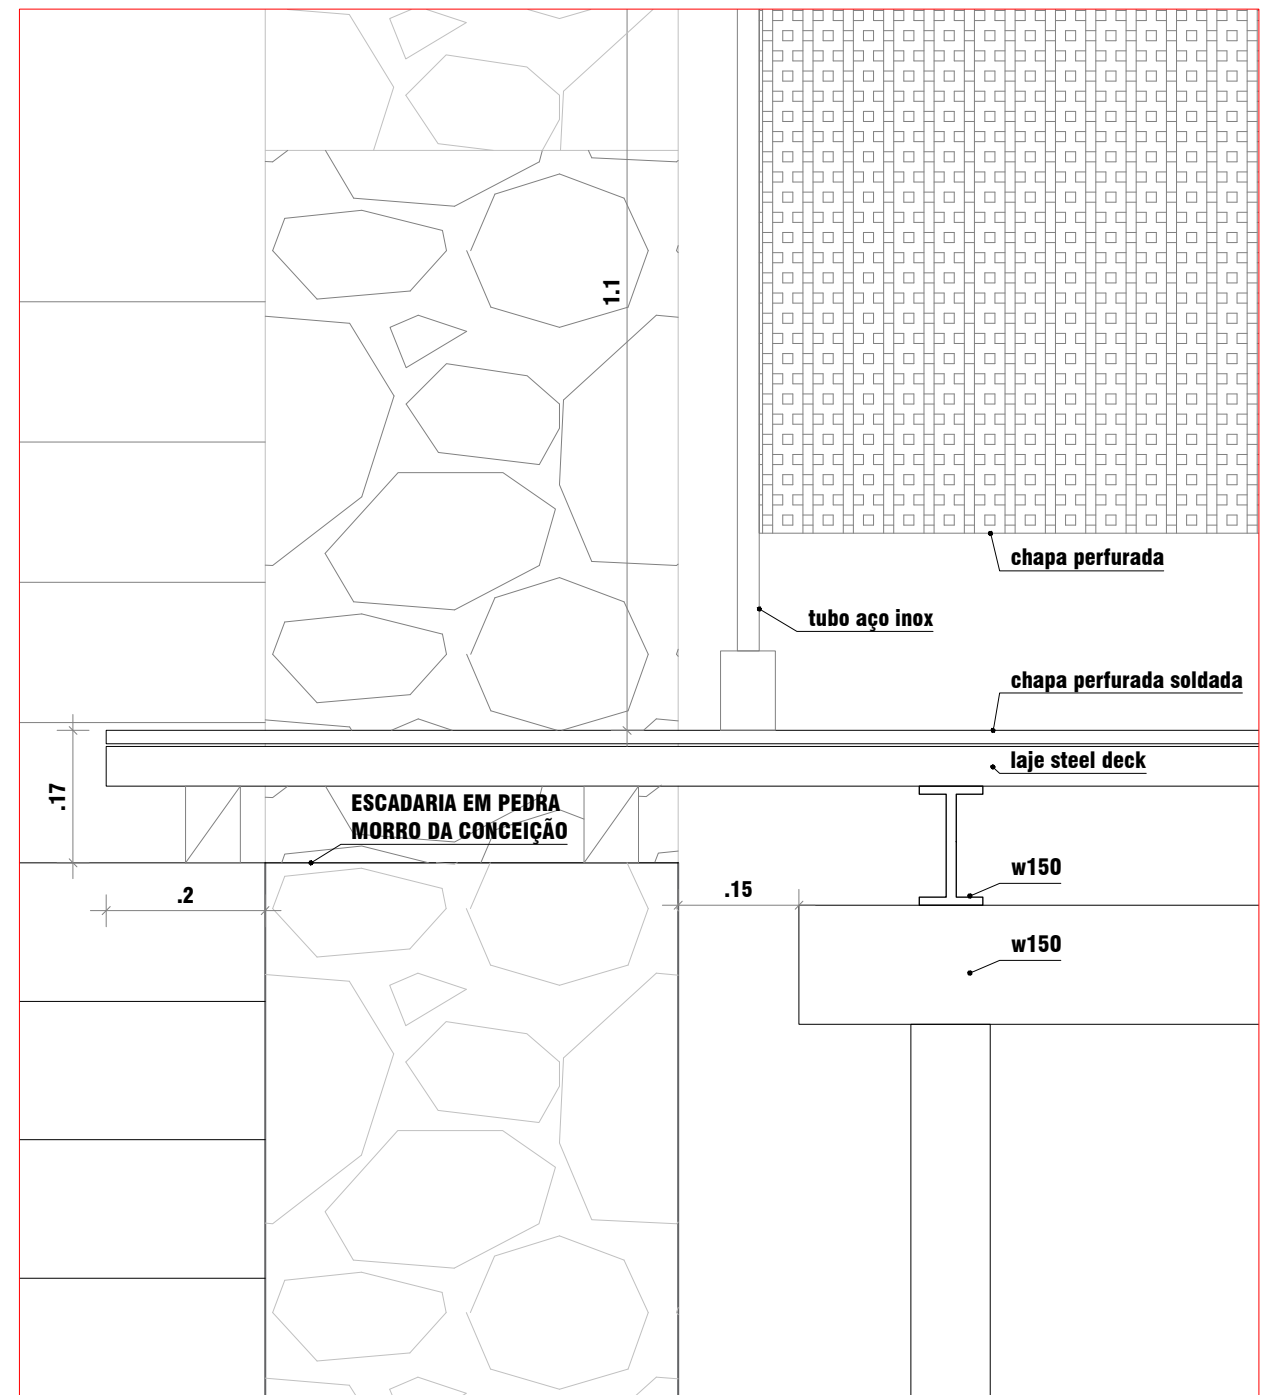 1.1
chapa perfurada
tubo aço inox
chapa perfurada soldada
laje steel deck
.17
ESCADARIA EM PEDRA
MORRO DA CONCEIÇÃO
w150
.2
.15
w150